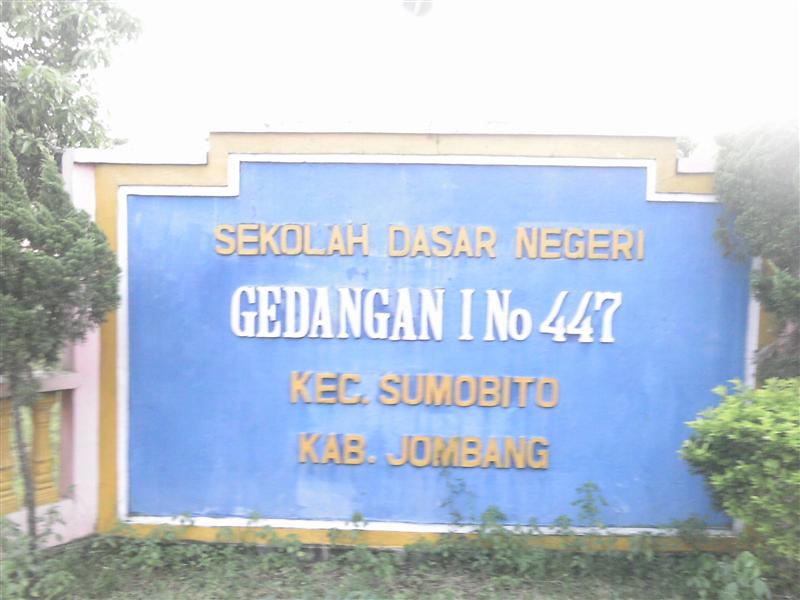 SEKOLAH DASAR NEGERI
GEDANGAN I No 447
KEC. SUMOBITO
KAB. JOMBANG